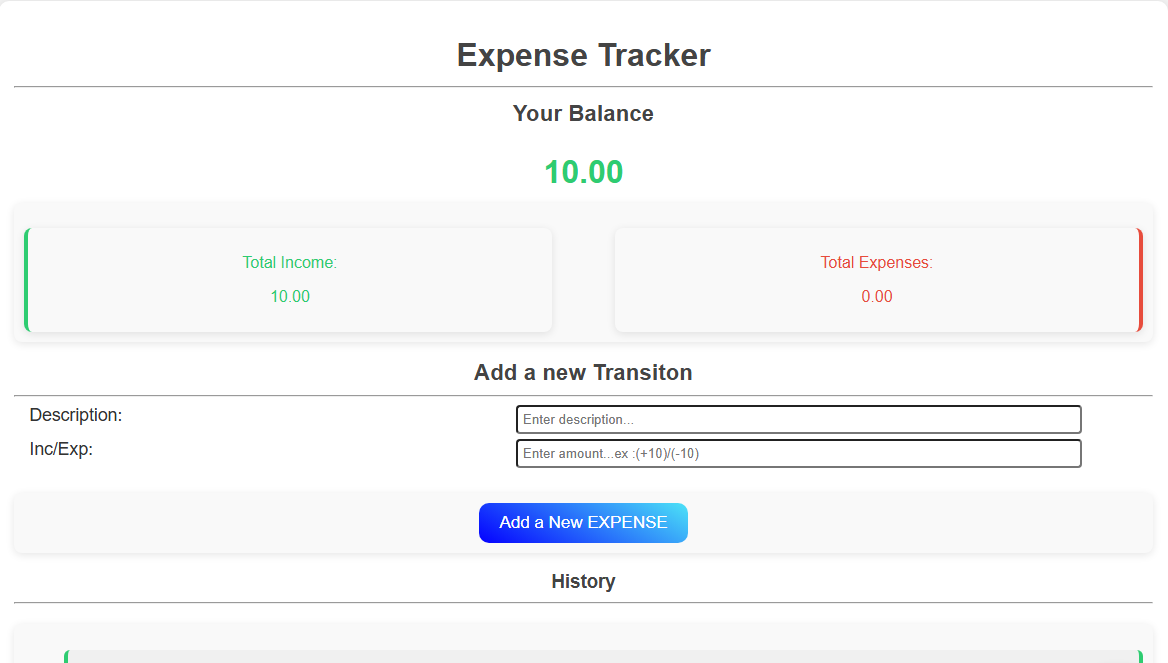 Expense Tracker
Your Balance
10.00
Total Income:
10.00
Total Expenses:
0.00
Add a new Transiton
Description:
Enter description...
Inc/Exp:
Enter amount...ex :(+10)/(-10)
Add a New EXPENSE
History